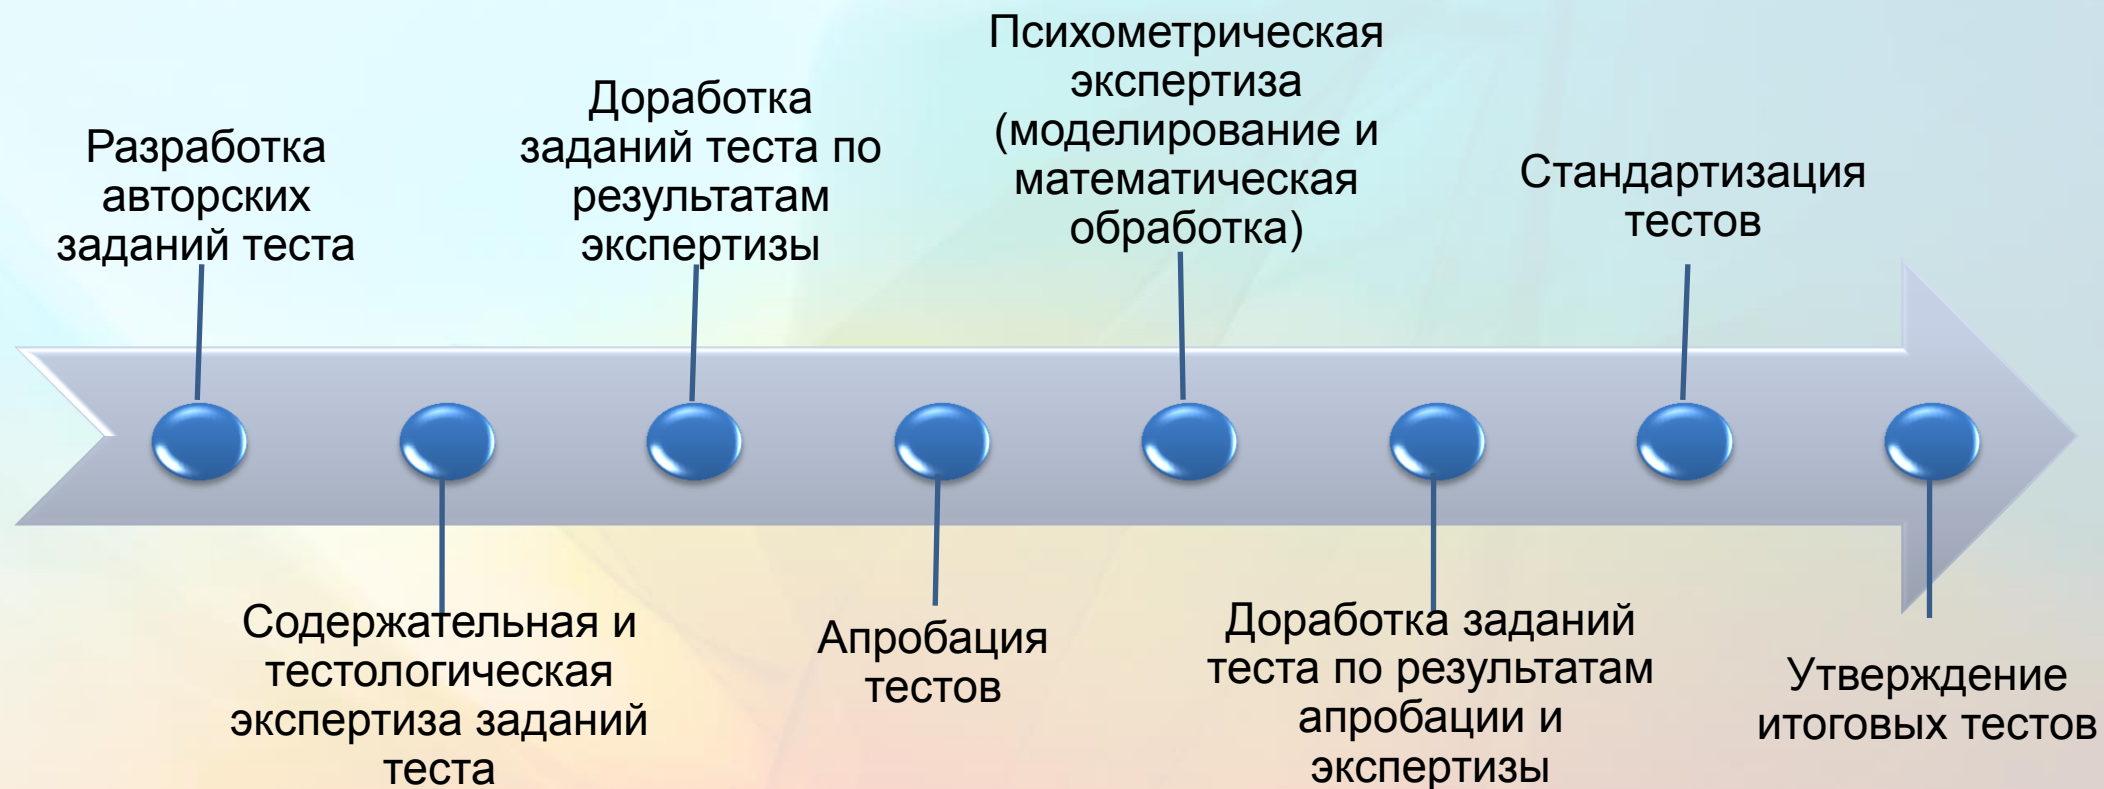 Разработка
авторских
заданий теста
Содержательная и
тестологическая
экспертиза заданий
теста
Доработка
заданий теста по
результатам
экспертизы
Апробация
тестов
Психометрическая
экспертиза
(моделирование и
математическая
обработка)
Доработка заданий
теста по результатам
апробации и
экспертизы
Стандартизация
тестов
Утверждение
итоговых тестов